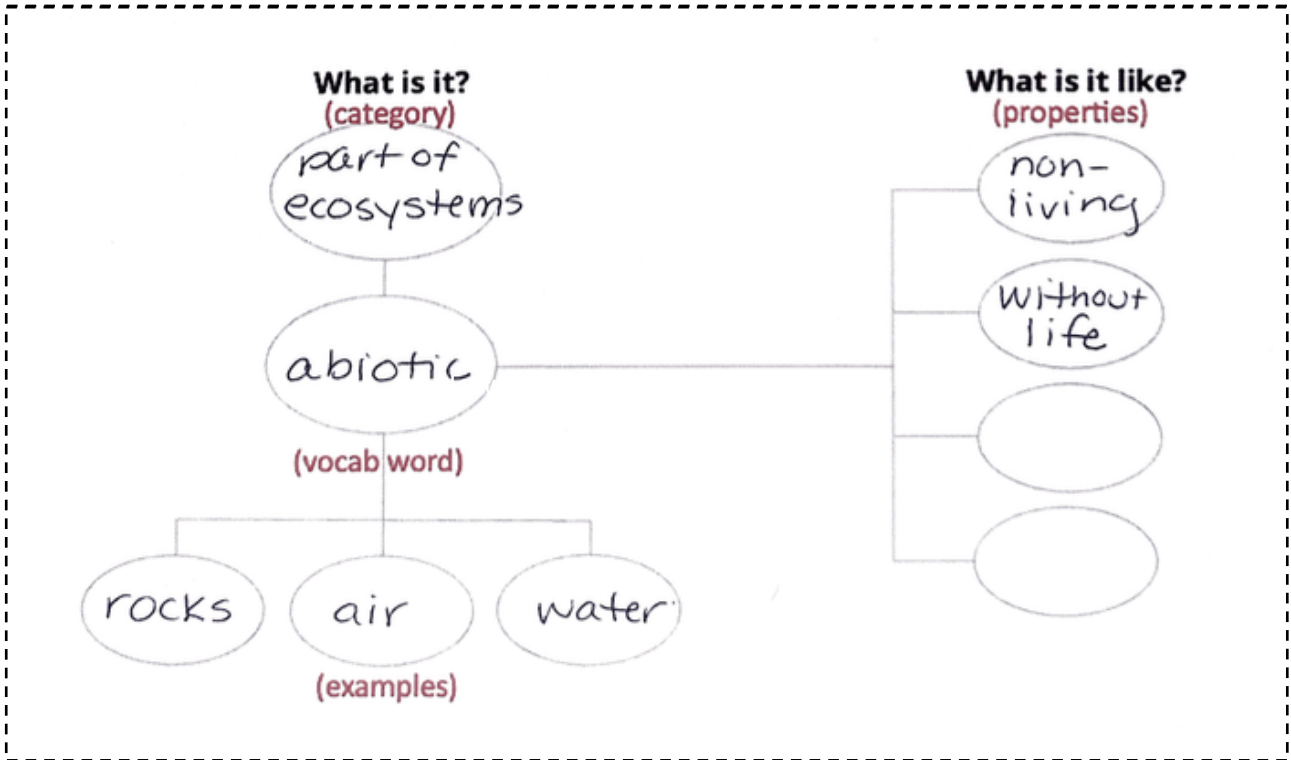 What is it?
(category)
part of
ecosystems
abiotic
(vocab word)
rocks
air
water
(examples)
What is it like?
(properties)
non-
living
without
life